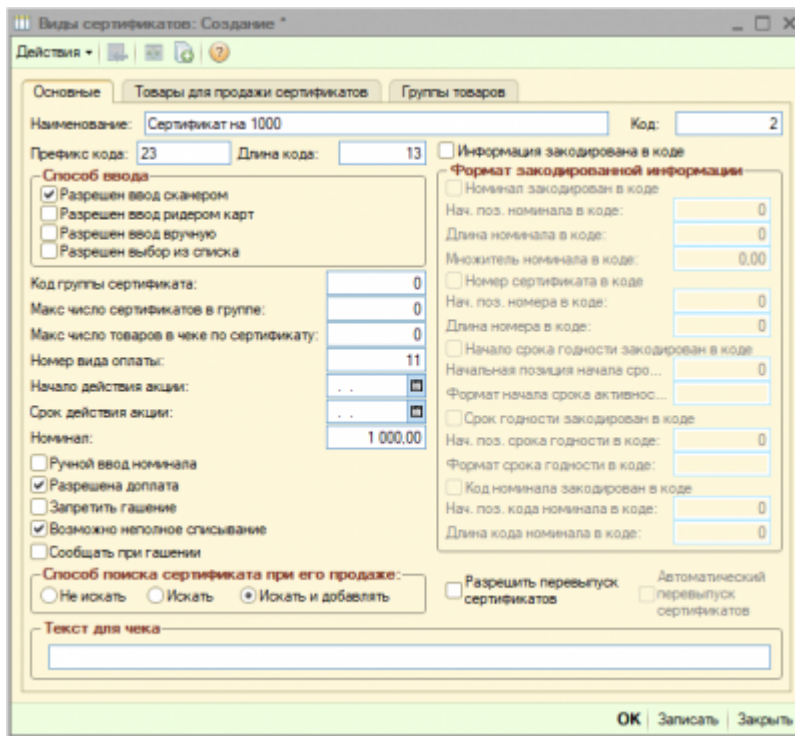 Виды сертификатов: Создание *
Действия
Основные Товары для продажи сертификатов Группы товаров
Наименование: Сертификат на 1000 Код: 2
Префикс кода: 23 Длина кода: 13 Информация закодирована в коде
Способ ввода
Разрешен ввод сканером
Разрешен ввод ридером карт
Разрешен ввод вручную
Разрешен выбор из списка
Код группы сертификата: 0
Макс число сертификатов в группе: 0
Макс число товаров в чеке по сертификату: 0
Номер вида оплаты: 11
Начало действия акции: . .
Срок действия акции: . .
Номинал: 1 000.00
Ручной ввод номинала
Разрешена доплата
Запретить гашение
Возможно неполное списывание
Сообщать при гашении
Формат закодированной информации
Номинал закодирован в коде
Нач. поз. номинала в коде: 0
Длина номинала в коде: 0
Множитель номинала в коде: 0.00
Номер сертификата в коде
Нач. поз. номера в коде: 0
Длина номера в коде: 0
Начало срока годности закодирован в коде
Начальная позиция начала сро... 0
Формат начала срока активнос...
Срок годности закодирован в коде
Нач. поз. срока годности в коде: 0
Формат срока годности в коде:
Код номинала закодирован в коде
Нач. поз. кода номинала в коде: 0
Длина кода номинала в коде: 0
Способ поиска сертификата при его продаже:
Не искать Искать Искать и добавлять
Разрешить перевыпуск
сертификатов
Автоматический
перевыпуск
сертификатов
Текст для чека
OK Записать Закрыть